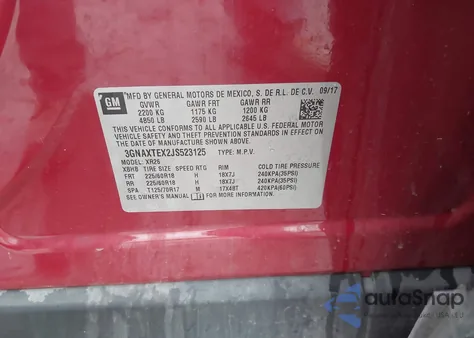 GM
MFD BY GENERAL MOTORS DE MEXICO, S. DE R.L. DE C.V. 09/17
GVWR GAWR FRT GAWR RR
2200 KG 1175 KG 1200 KG
4850 LB 2590 LB 2645 LB
THIS VEHICLE CONFORMS TO ALL APPLICABLE U.S. FEDERAL MOTOR
VEHICLE SAFETY AND THEFT PREVENTION STANDARDS IN EFFECT ON THE
DATE OF MANUFACTURE SHOWN ABOVE.
3GNAXTEX2JS523125 TYPE: M.P.V.
MODEL: XR26
XBHB TIRE SIZE SPEED RTG RIM COLD TIRE PRESSURE
FRT 225/60R18 H 18X7J 240KPA(35PSI)
RR 225/60R18 H 18X7J 240KPA(35PSI)
SPA T125/70R17 M 17X4BT 420KPA(60PSI)
SEE OWNER'S MANUAL FOR ADDITIONAL INFORMATION.
autoSnap